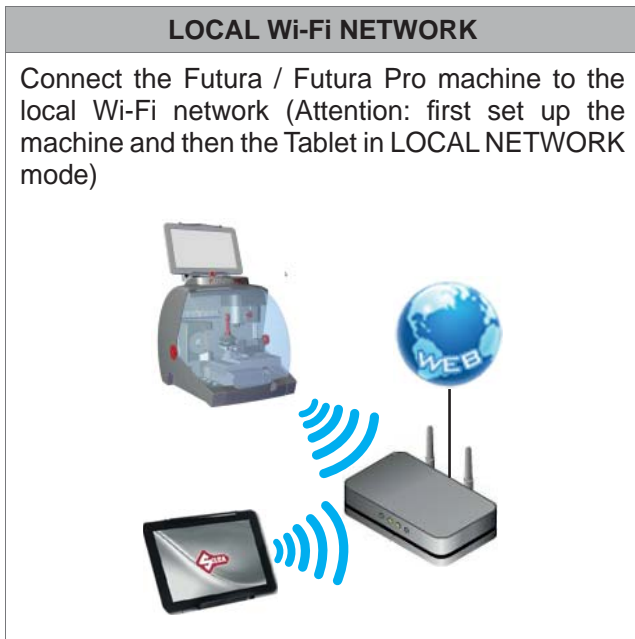 LOCAL Wi-Fi NETWORK
Connect the Futura / Futura Pro machine to the
local Wi-Fi network (Attention: first set up the
machine and then the Tablet in LOCAL NETWORK
mode)
WEB
SILCA